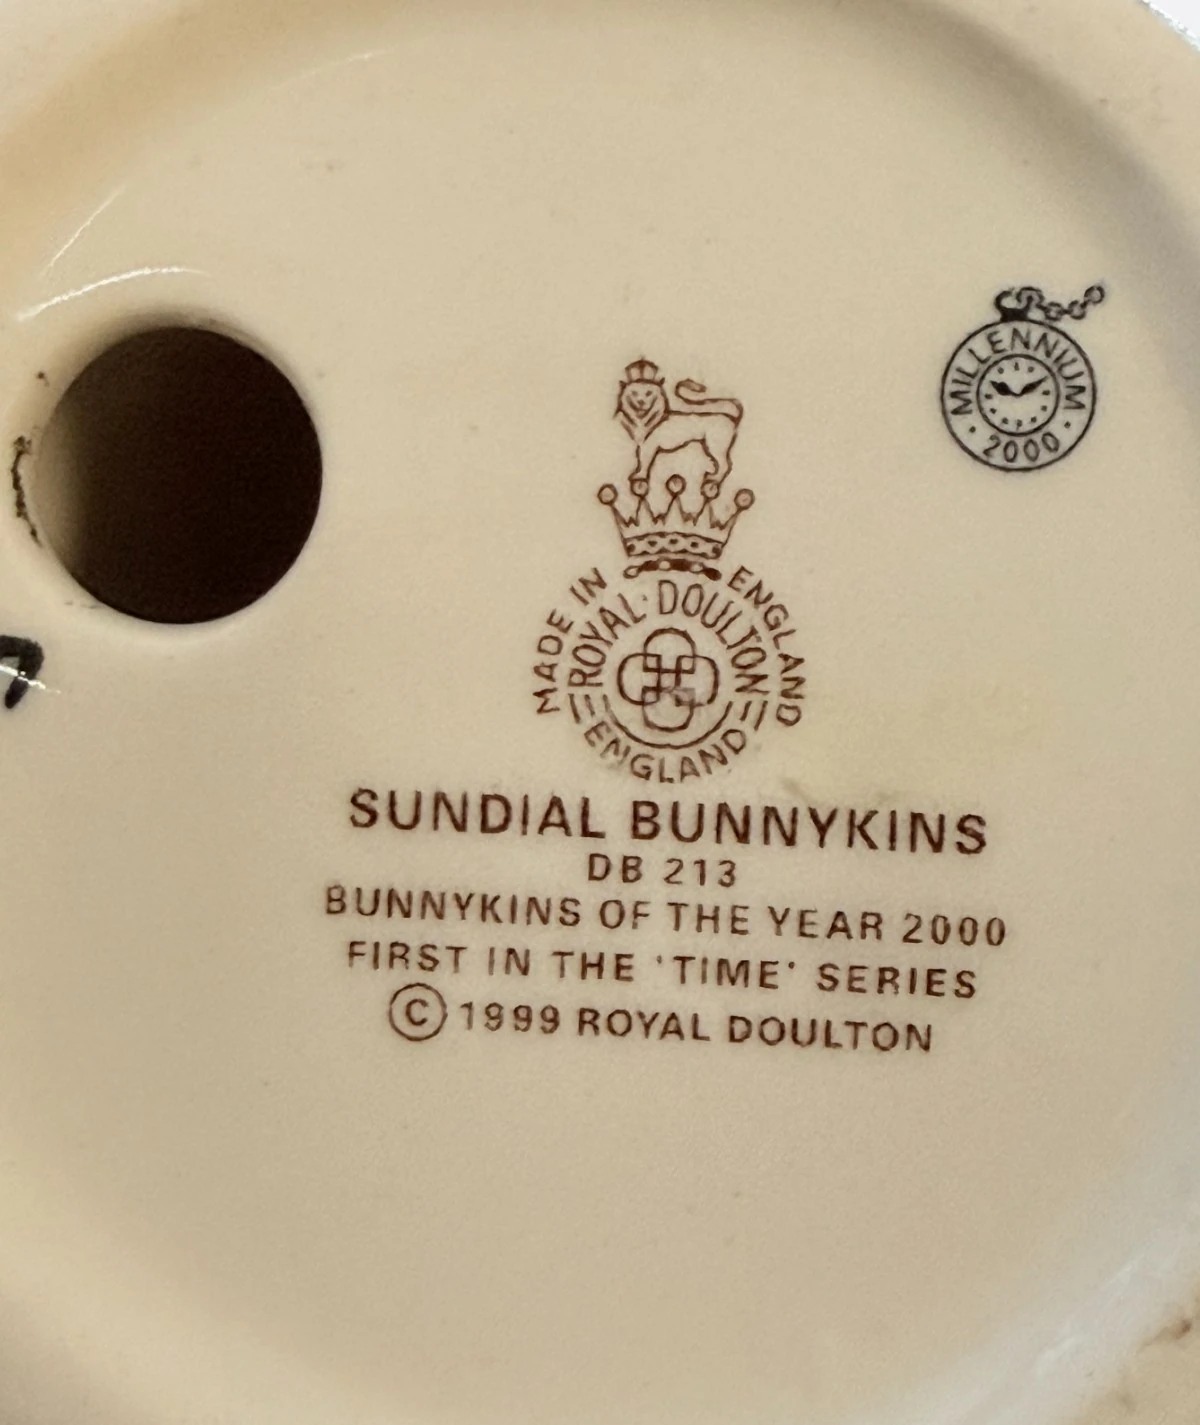 MILLENNIUM
· 2000 ·
MADE IN ENGLAND
ROYAL·DOULTON
ENGLAND
SUNDIAL BUNNYKINS
DB 213
BUNNYKINS OF THE YEAR 2000
FIRST IN THE 'TIME' SERIES
© 1999 ROYAL DOULTON